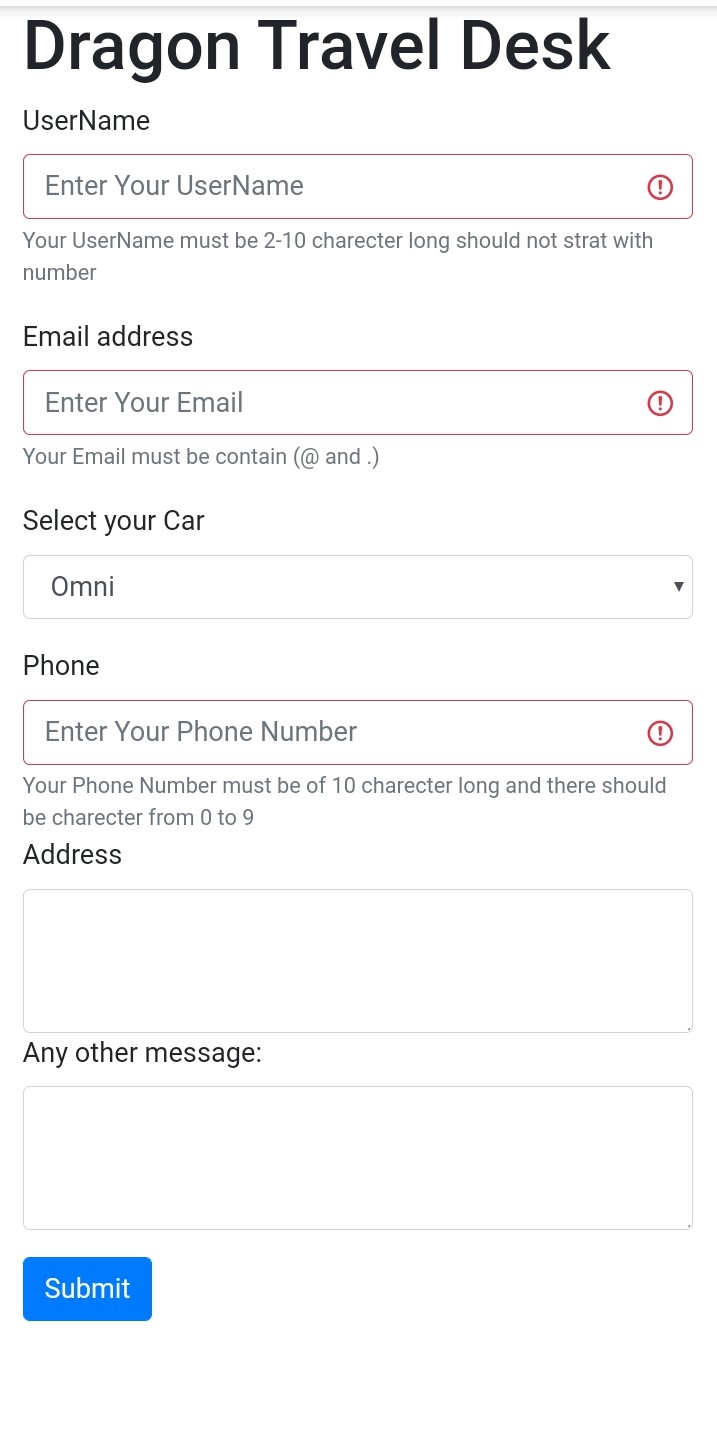 Dragon Travel Desk
UserName
Enter Your UserName
Your UserName must be 2-10 charecter long should not strat with
number
Email address
Enter Your Email
Your Email must be contain (@ and .)
Select your Car
Omni
Phone
Enter Your Phone Number
Your Phone Number must be of 10 charecter long and there should
be charecter from 0 to 9
Address
Any other message:
Submit